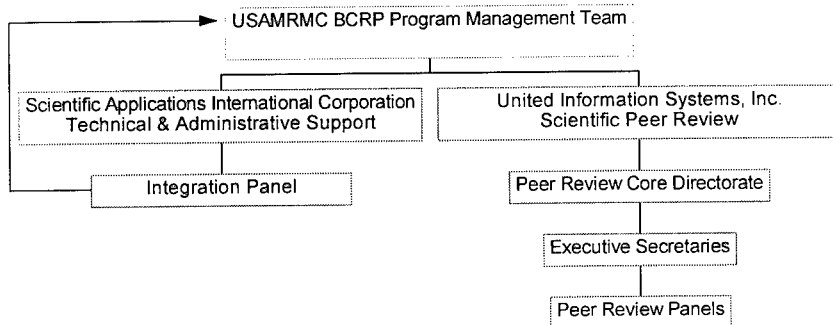 USAMRMC BCRP Program Management Team
Scientific Applications International Corporation
Technical & Administrative Support
United Information Systems, Inc.
Scientific Peer Review
Integration Panel
Peer Review Core Directorate
Executive Secretaries
Peer Review Panels